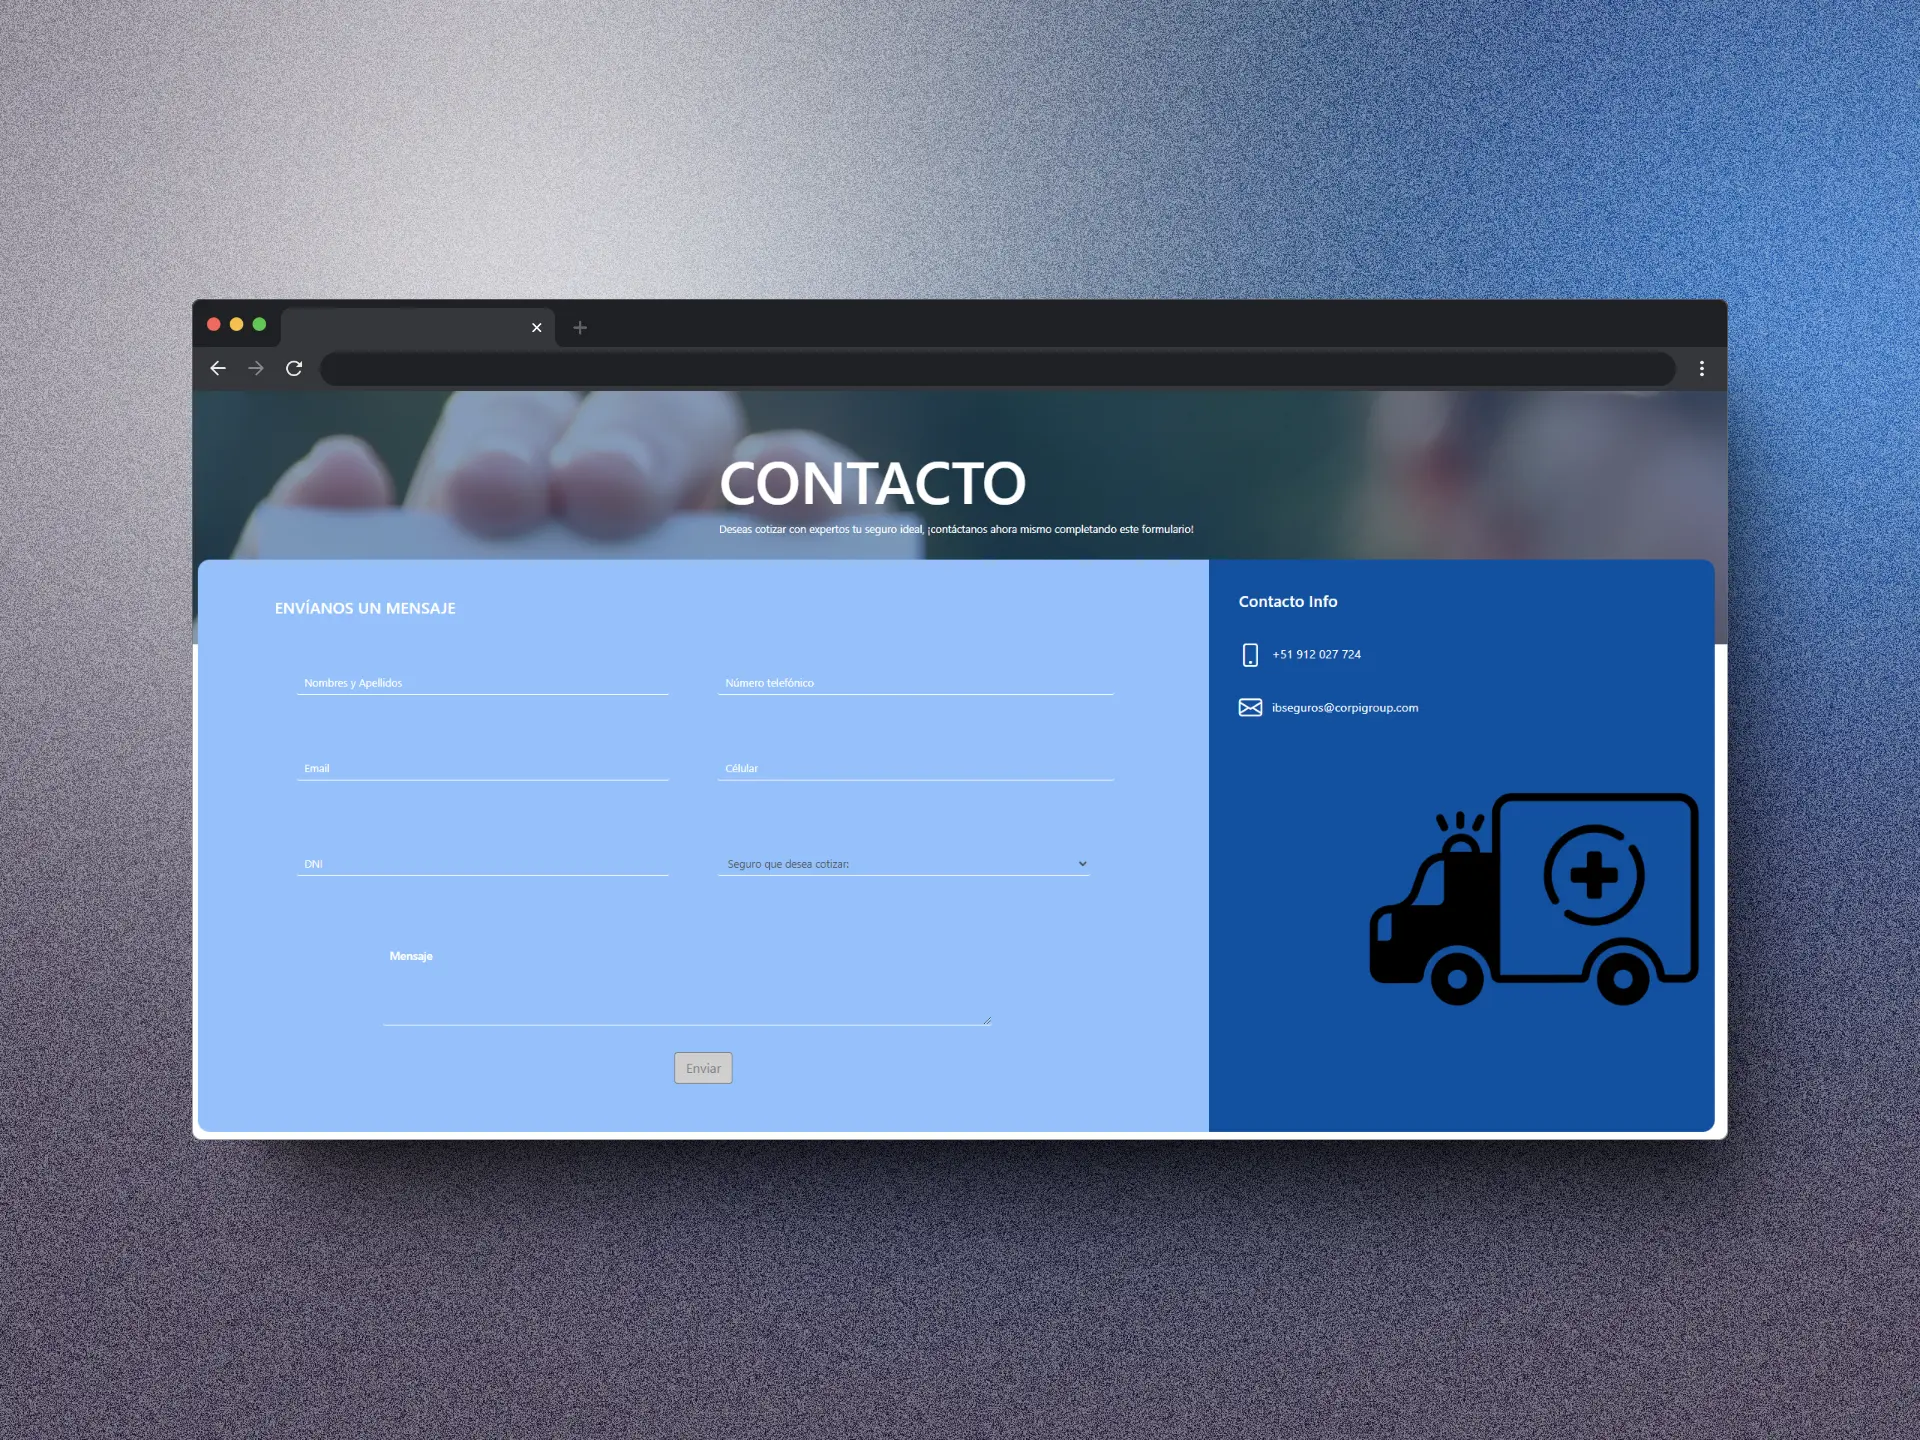 CONTACTO
Deseas cotizar con expertos tu seguro ideal, ¡contáctanos ahora mismo completando este formulario!
ENVÍANOS UN MENSAJE
Nombres y Apellidos
Número telefónico
Email
Célular
DNI
Seguro que desea cotizar:
Mensaje
Enviar
Contacto Info
+51 912 027 724
ibseguros@corpigroup.com